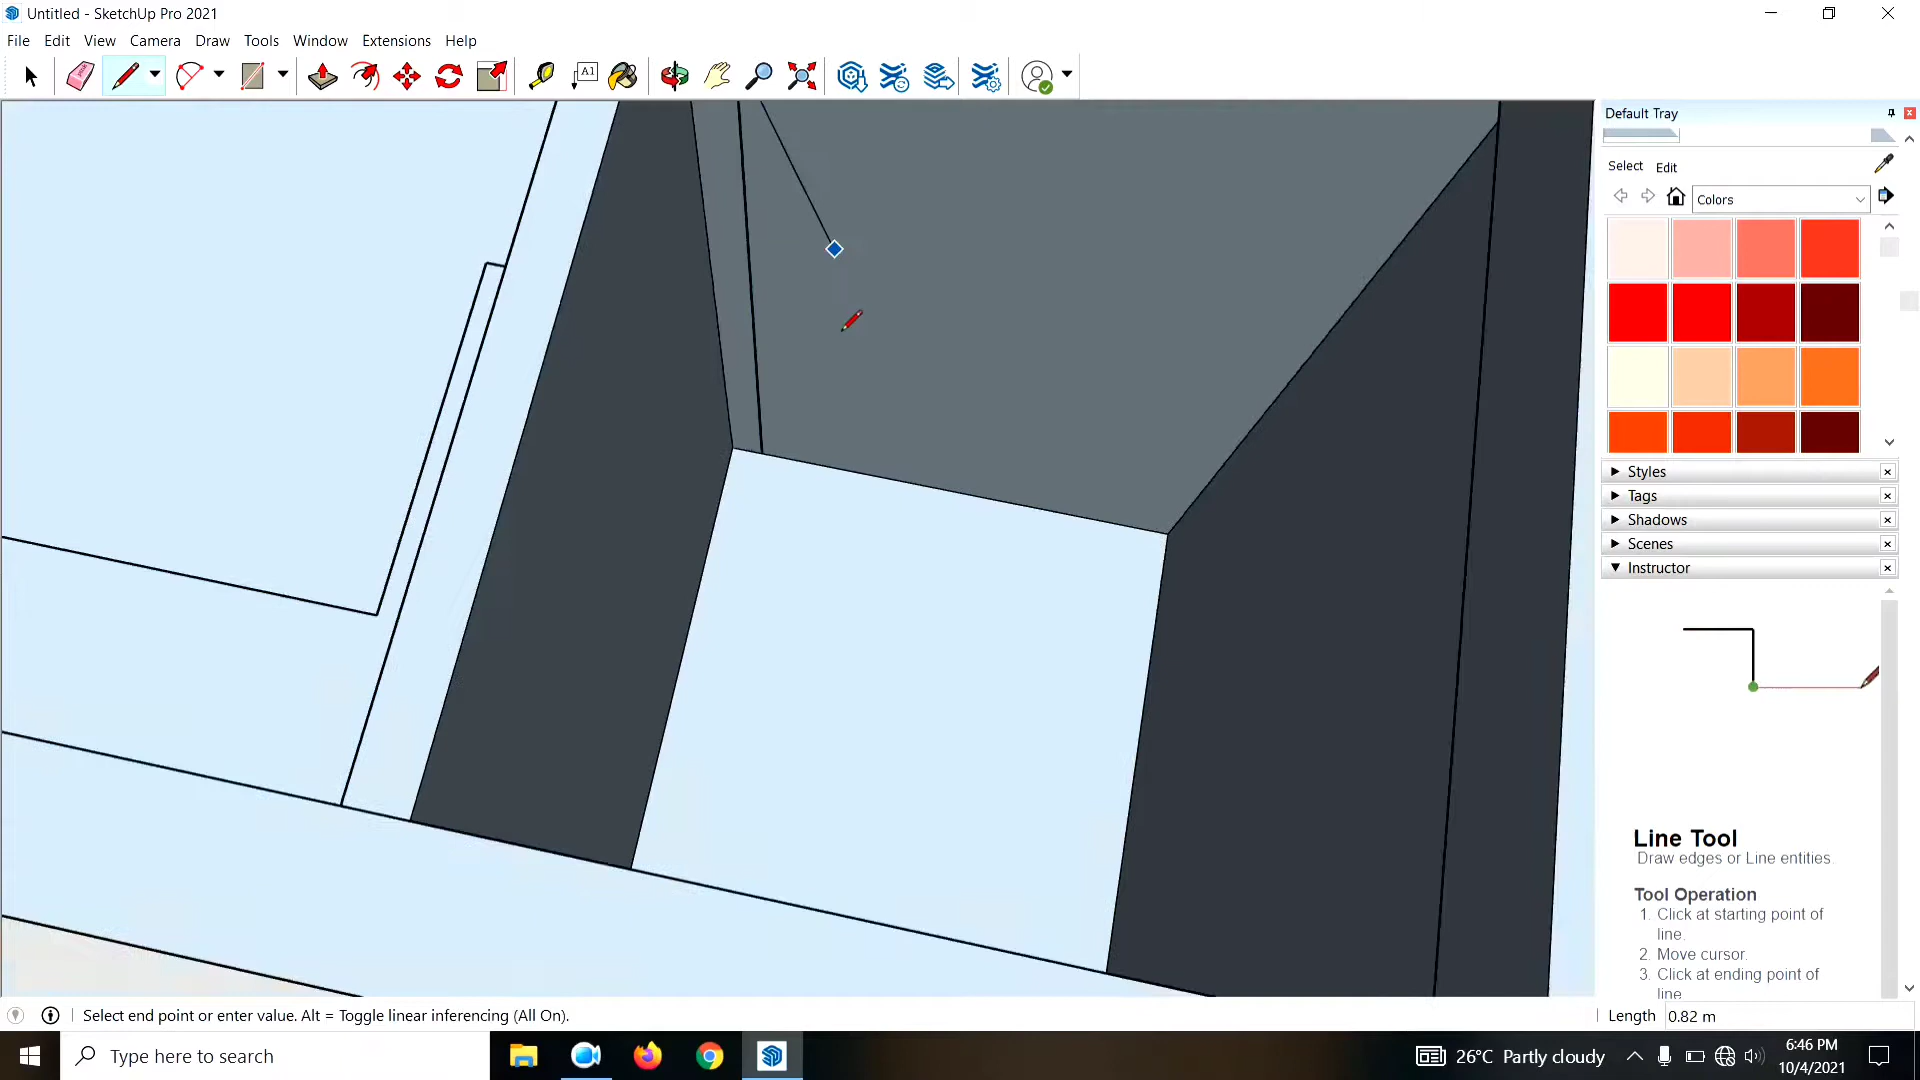 Untitled - SketchUp Pro 2021
File Edit View Camera Draw Tools Window Extensions Help
A1
Default Tray
Select Edit
Colors
Styles
Tags
Shadows
Scenes
Instructor
Line Tool
Draw edges or Line entities.
Tool Operation
1. Click at starting point of
line.
2. Move cursor.
3. Click at ending point of
line
Select end point or enter value. Alt = Toggle linear inferencing (All On).
Length 0.82 m
Type here to search
26°C Partly cloudy
6:46 PM
10/4/2021